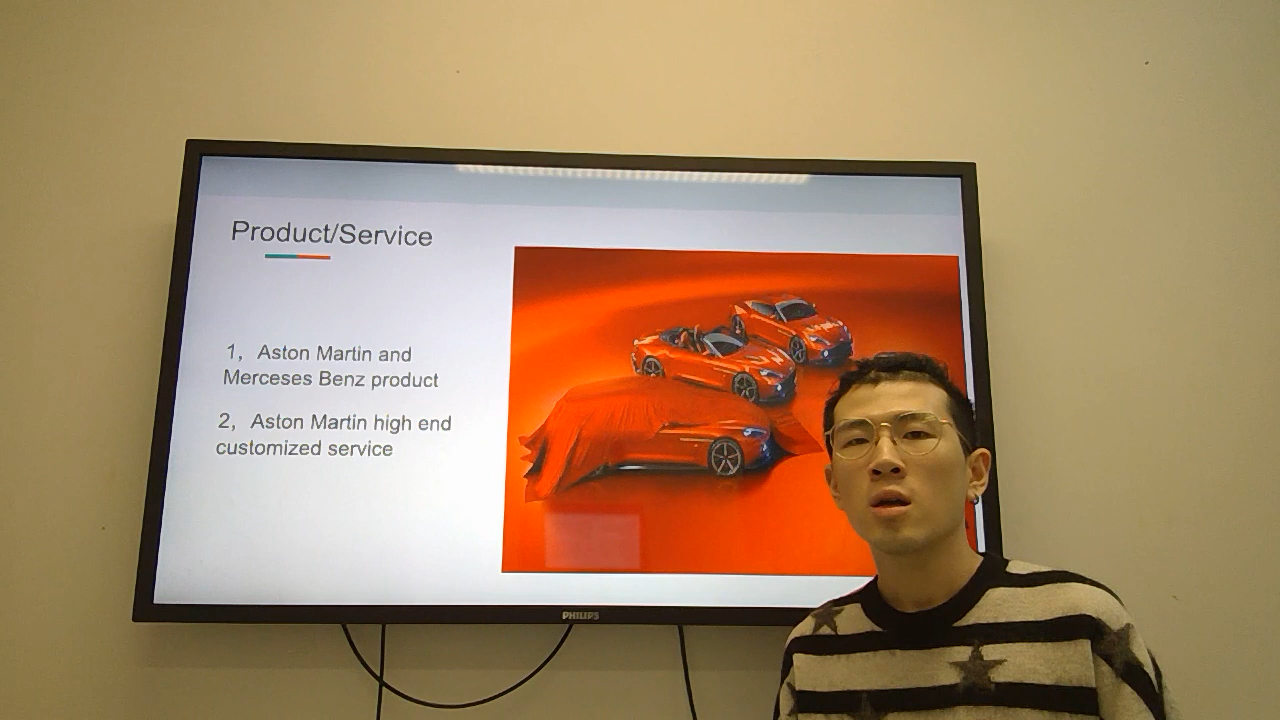 Product/Service
1，Aston Martin and
Merceses Benz product
2，Aston Martin high end
customized service
PHILIPS